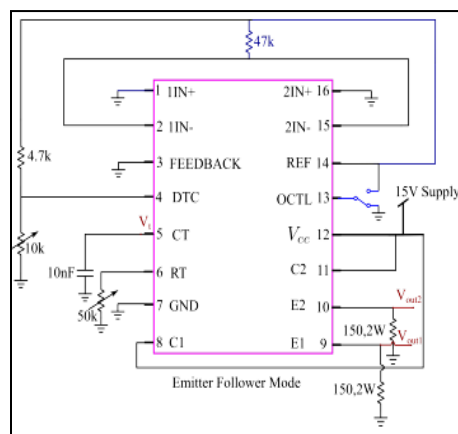 47k
1 1IN+ 2IN+ 16
2 1IN- 2IN- 15
3 FEEDBACK REF 14
4.7k
4 DTC OCTL 13
15V Supply
Vt
5 CT Vcc 12
10k
10nF
6 RT C2 11
50k
7 GND E2 10 Vout2
150,2W
8 C1 E1 9 Vout1
150,2W
Emitter Follower Mode